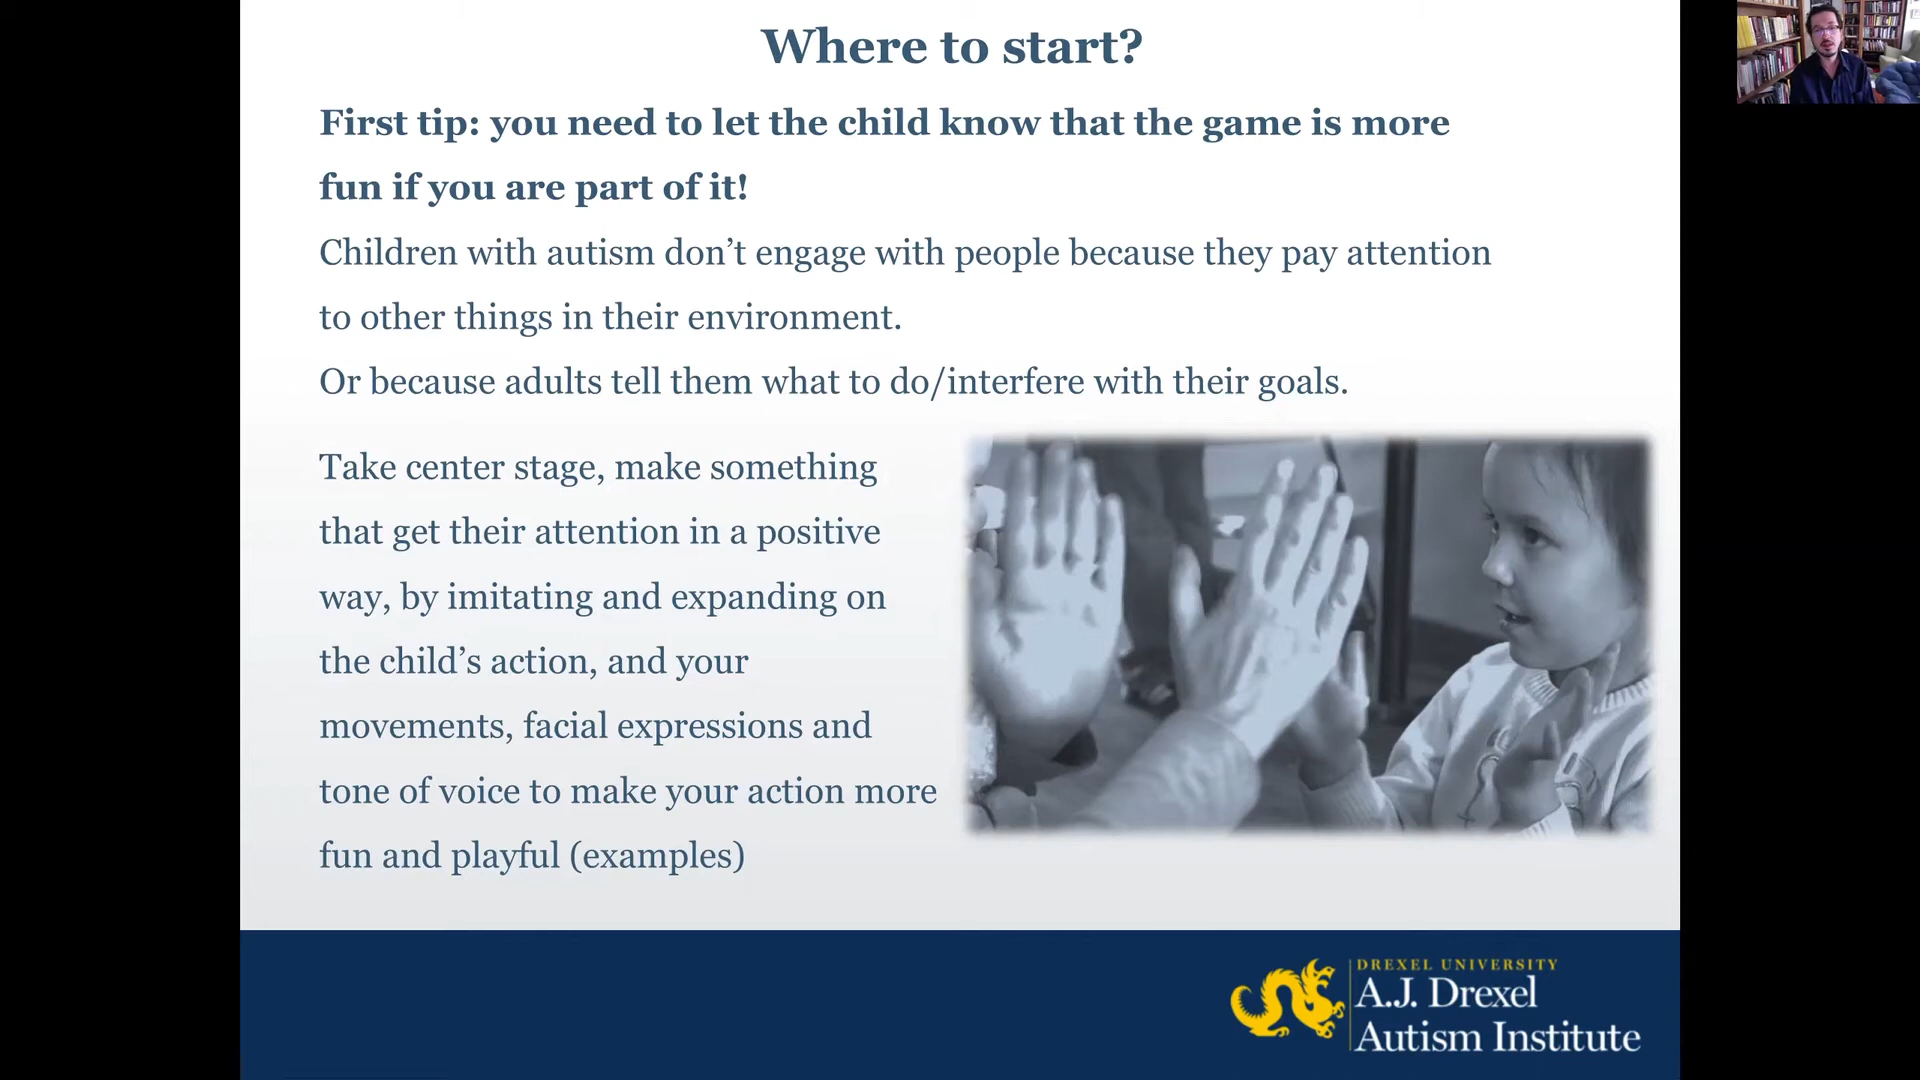 Where to start?
First tip: you need to let the child know that the game is more
fun if you are part of it!
Children with autism don’t engage with people because they pay attention
to other things in their environment.
Or because adults tell them what to do/interfere with their goals.
Take center stage, make something
that get their attention in a positive
way, by imitating and expanding on
the child’s action, and your
movements, facial expressions and
tone of voice to make your action more
fun and playful (examples)
DREXEL UNIVERSITY
A.J. Drexel
Autism Institute